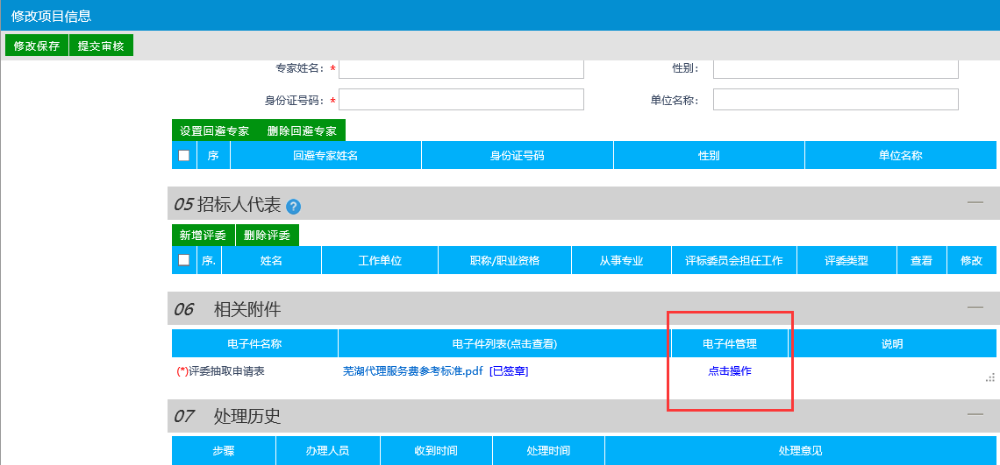 修改项目信息
修改保存 提交审核
专家姓名: * 性别:
身份证号码: * 单位名称:
设置回避专家 删除回避专家
序 回避专家姓名 身份证号码 性别 单位名称
05 招标人代表 ?
新增评委 删除评委
序. 姓名 工作单位 职称/职业资格 从事专业 评标委员会担任工作 评委类型 查看 修改
06 相关附件
电子件名称 电子件列表(点击查看) 电子件管理 说明
(*)评委抽取申请表 芜湖代理服务费参考标准.pdf [已签章] 点击操作
07 处理历史
步骤 办理人员 收到时间 处理时间 处理意见